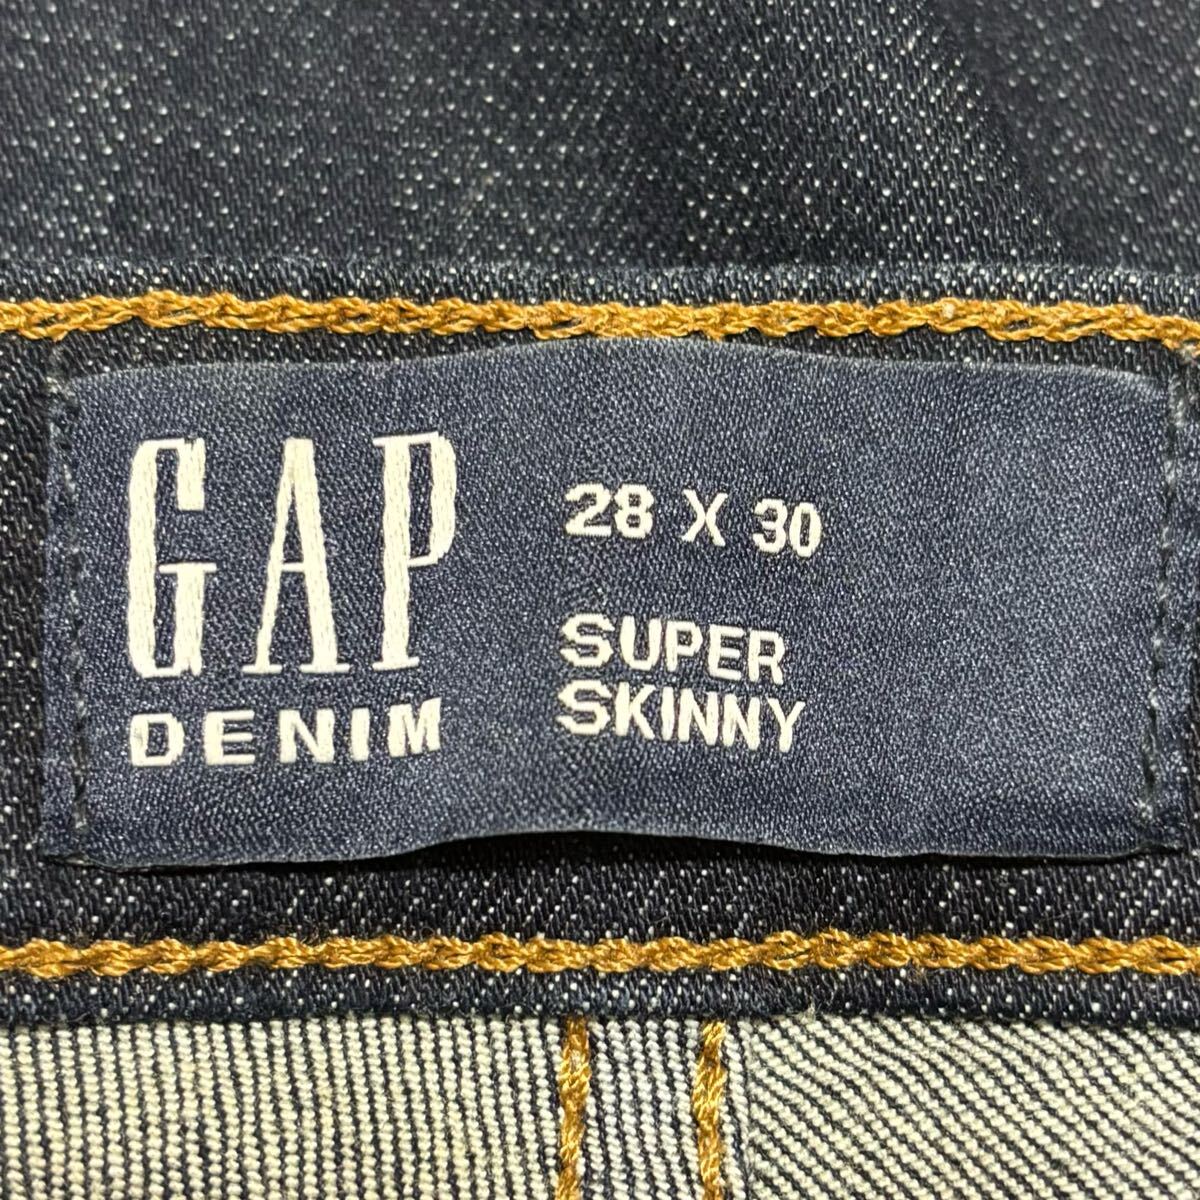 GAP
DENIM
28 X 30
SUPER
SKINNY